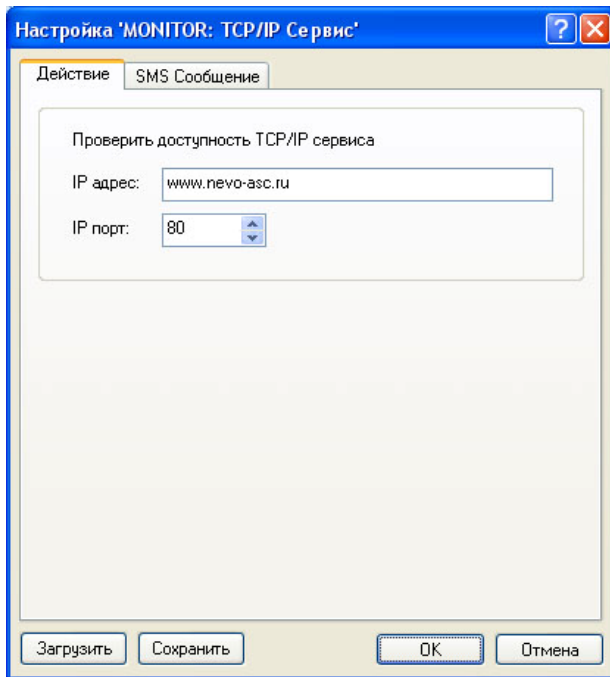 Настройка 'MONITOR: TCP/IP Сервис'
Действие SMS Сообщение
Проверить доступность TCP/IP сервиса
IP адрес: www.nevo-asc.ru
IP порт: 80
Загрузить Сохранить OK Отмена